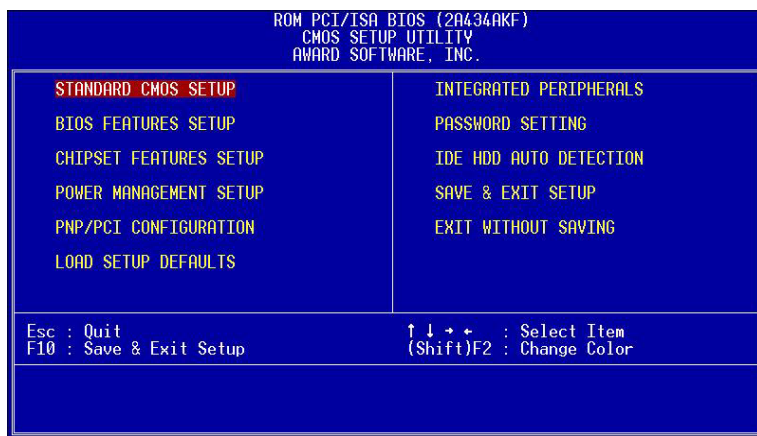 ROM PCI/ISA BIOS (2A434AKF)
CMOS SETUP UTILITY
AWARD SOFTWARE, INC.
STANDARD CMOS SETUP
BIOS FEATURES SETUP
CHIPSET FEATURES SETUP
POWER MANAGEMENT SETUP
PNP/PCI CONFIGURATION
LOAD SETUP DEFAULTS
INTEGRATED PERIPHERALS
PASSWORD SETTING
IDE HDD AUTO DETECTION
SAVE & EXIT SETUP
EXIT WITHOUT SAVING
Esc : Quit
F10 : Save & Exit Setup
↑ ↓ → ← : Select Item
(Shift)F2 : Change Color